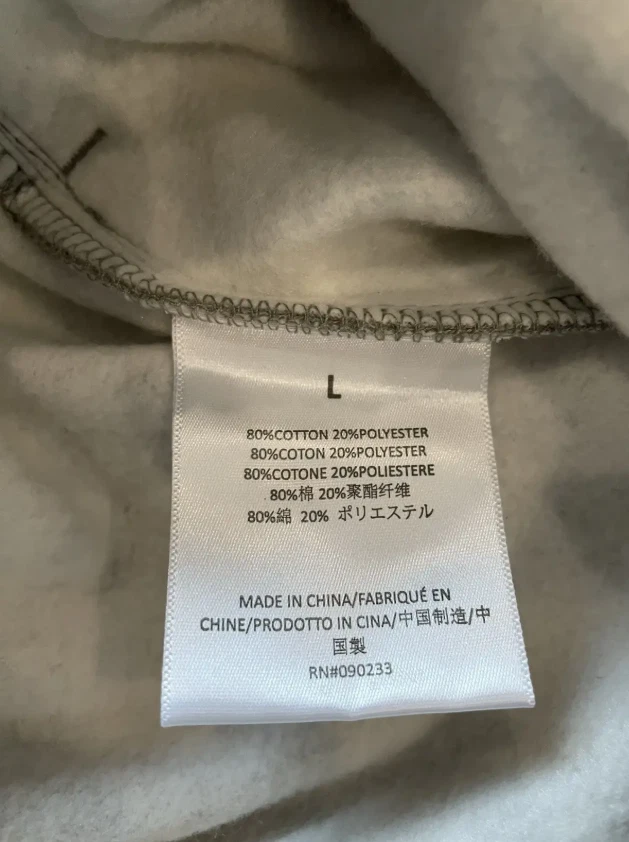 L
80%COTTON 20%POLYESTER
80%COTON 20%POLYESTER
80%COTONE 20%POLIESTERE
80%棉 20%聚酯纤维
80%綿 20% ポリエステル
MADE IN CHINA/FABRIQUÉ EN
CHINE/PRODOTTO IN CINA/中国制造/中
国製
RN#090233